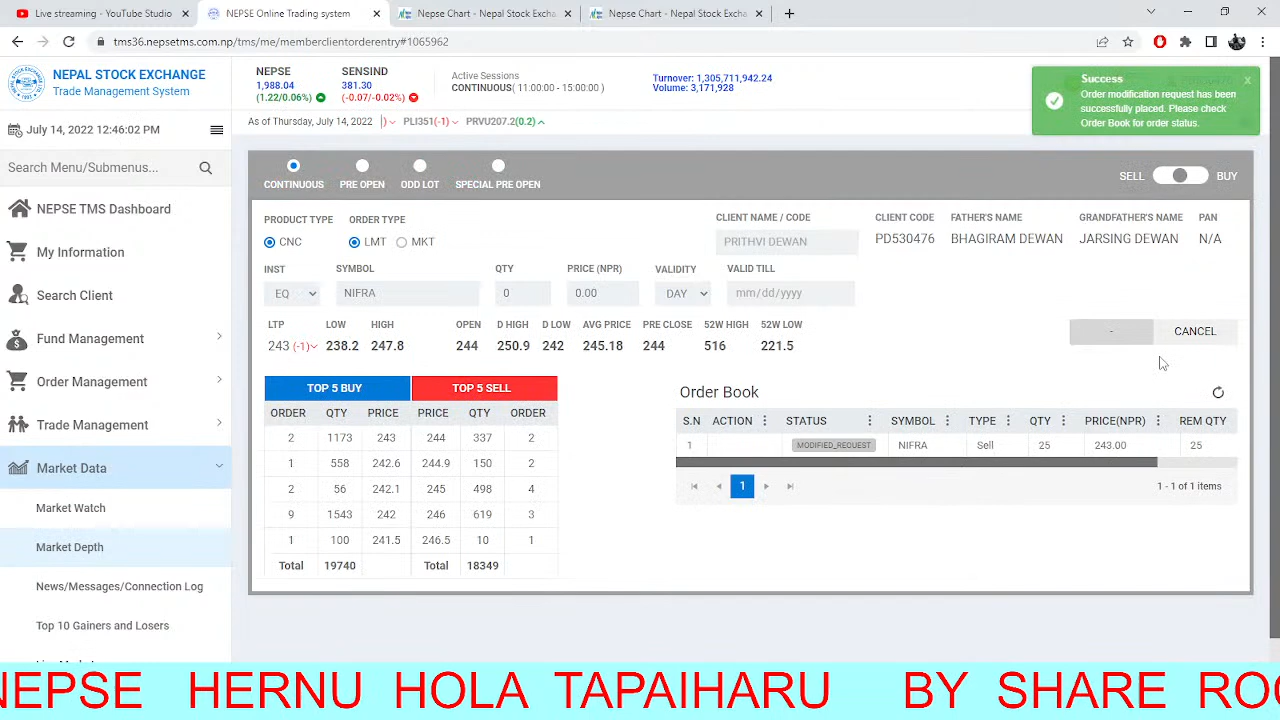 Live streaming - YouTube Studio
NEPSE Online Trading system
Nepse Chart - Nepal Stock Excha
Nepse Chart - Nepal Stock Excha
tms36.nepsetms.com.np/tms/me/memberclientorderentry#1065962
NEPAL STOCK EXCHANGE
Trade Management System
NEPSE
1,988.04
(1.22/0.06%)
SENSIND
381.30
(-0.07/-0.02%)
Active Sessions
CONTINUOUS( 11:00:00 - 15:00:00 )
Turnover: 1,305,711,942.24
Volume: 3,171,928
Success
Order modification request has been
successfully placed. Please check
Order Book for order status.
As of Thursday, July 14, 2022 PLI351(-1) PRVU207.2(0.2)
July 14, 2022 12:46:02 PM
Search Menu/Submenus...
NEPSE TMS Dashboard
My Information
Search Client
Fund Management
Order Management
Trade Management
Market Data
Market Watch
Market Depth
News/Messages/Connection Log
Top 10 Gainers and Losers
CONTINUOUS PRE OPEN ODD LOT SPECIAL PRE OPEN
SELL BUY
PRODUCT TYPE ORDER TYPE
CNC LMT MKT
CLIENT NAME / CODE CLIENT CODE FATHER'S NAME GRANDFATHER'S NAME PAN
PRITHVI DEWAN PD530476 BHAGIRAM DEWAN JARSING DEWAN N/A
INST SYMBOL QTY PRICE (NPR) VALIDITY VALID TILL
EQ NIFRA 0 0.00 DAY mm/dd/yyyy
LTP LOW HIGH OPEN D HIGH D LOW AVG PRICE PRE CLOSE 52W HIGH 52W LOW
243 (-1) 238.2 247.8 244 250.9 242 245.18 244 516 221.5
- CANCEL
TOP 5 BUY TOP 5 SELL
ORDER QTY PRICE PRICE QTY ORDER
2 1173 243 244 337 2
1 558 242.6 244.9 150 2
2 56 242.1 245 498 4
9 1543 242 246 619 3
1 100 241.5 246.5 10 1
Total 19740 Total 18349
Order Book
S.N ACTION STATUS SYMBOL TYPE QTY PRICE(NPR) REM QTY
1 MODIFIED_REQUEST NIFRA Sell 25 243.00 25
1
1 - 1 of 1 items
NEPSE HERNU HOLA TAPAIHARU BY SHARE ROO